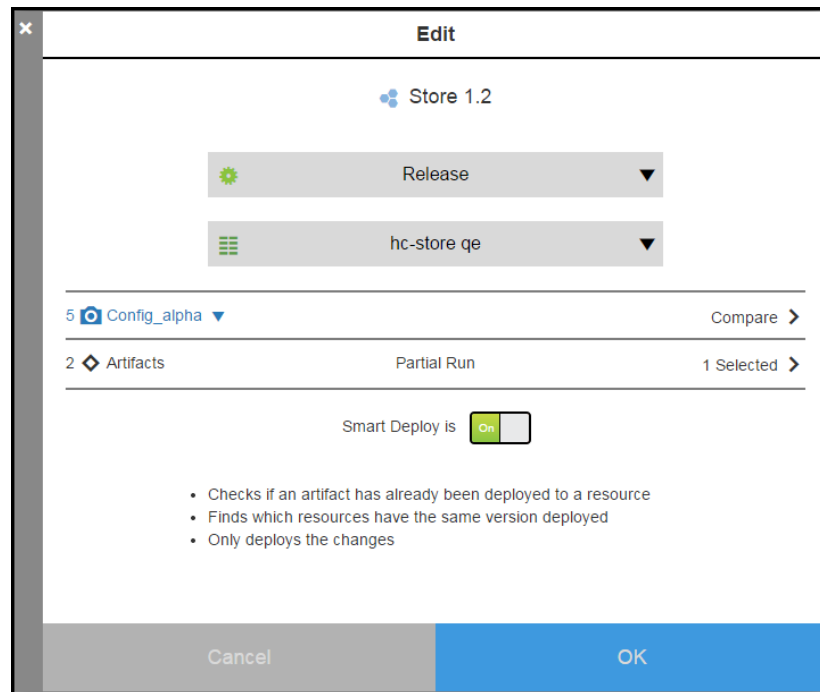 Edit
Store 1.2
Release
hc-store qe
5 Config_alpha Compare
2 Artifacts Partial Run 1 Selected
Smart Deploy is On
Checks if an artifact has already been deployed to a resource
Finds which resources have the same version deployed
Only deploys the changes
Cancel OK